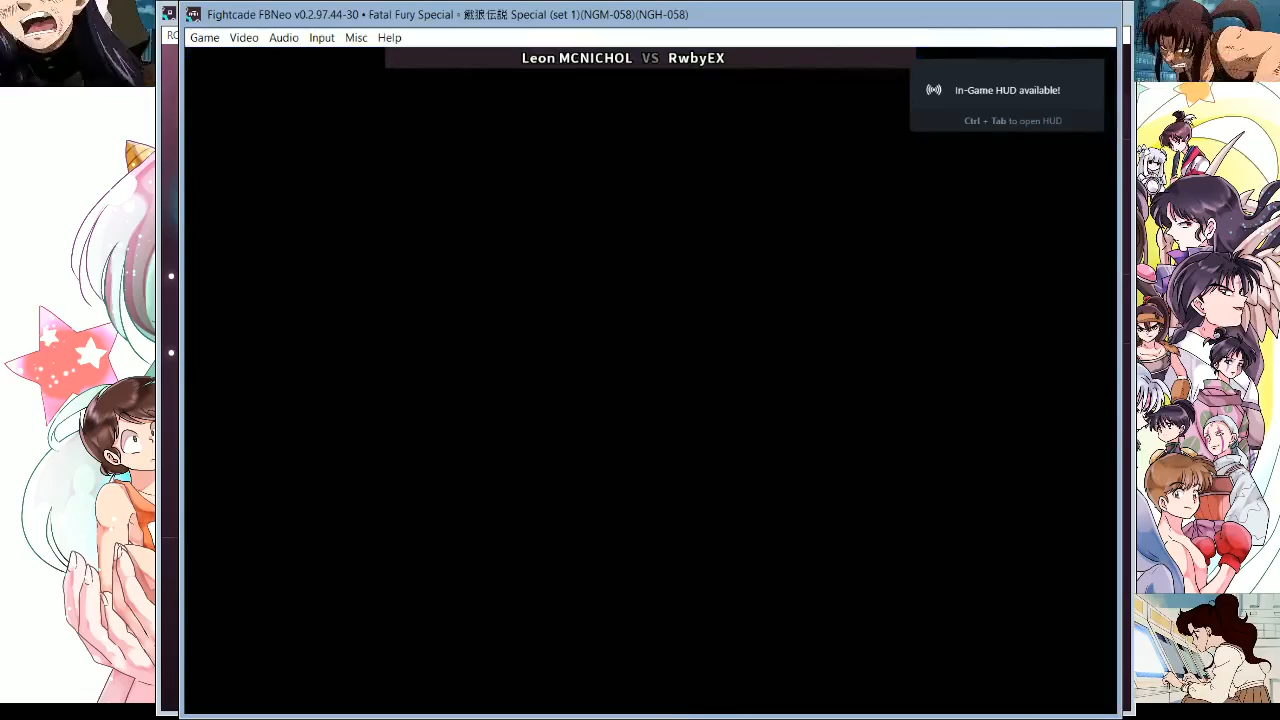 Fightcade FBNeo v0.2.97.44-30 • Fatal Fury Special ▫ 餓狼伝説 Special (set 1)(NGM-058)(NGH-058)
RC
Game Video Audio Input Misc Help
Leon MCNICHOL VS RwbyEX
In-Game HUD available!
Ctrl + Tab to open HUD